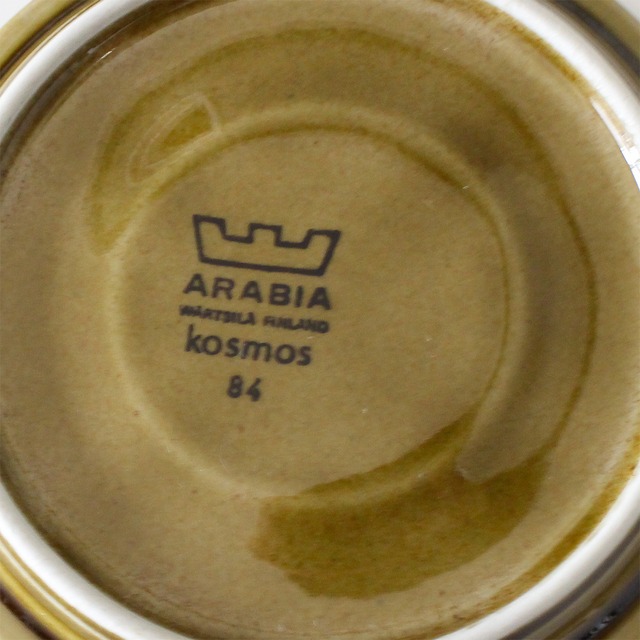 ARABIA
WÄRTSILÄ FINLAND
kosmos
84